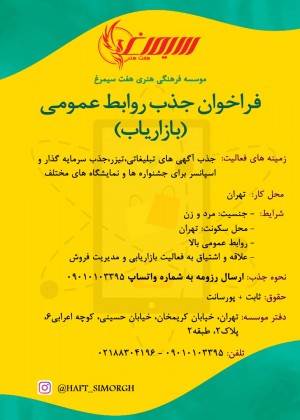 سیمرغ
هفت هنر
موسسه فرهنگی هنری هفت سیمرغ
فراخوان جذب روابط عمومی
(بازاریاب)
زمینه های فعالیت: جذب آگهی های تبلیغاتی،تیزر،جذب سرمایه گذار و
اسپانسر برای جشنواره ها و نمایشگاه های مختلف
محل کار: تهران
شرایط: - جنسیت: مرد و زن
- محل سکونت: تهران
- روابط عمومی بالا
- علاقه و اشتیاق به فعالیت بازاریابی و مدیریت فروش
نحوه جذب: ارسال رزومه به شماره واتساپ ۰۹۰۱۰۱۰۳۳۹۵
حقوق: ثابت + پورسانت
دفتر موسسه: تهران، خیابان کریمخان، خیابان حسینی، کوچه اعرابی۶،
پلاک۲، طبقه۲
تلفن: ۰۹۰۱۰۱۰۳۳۹۵ - ۰۲۱۸۸۳۰۴۱۹۶
@HAFT_SIMORGH